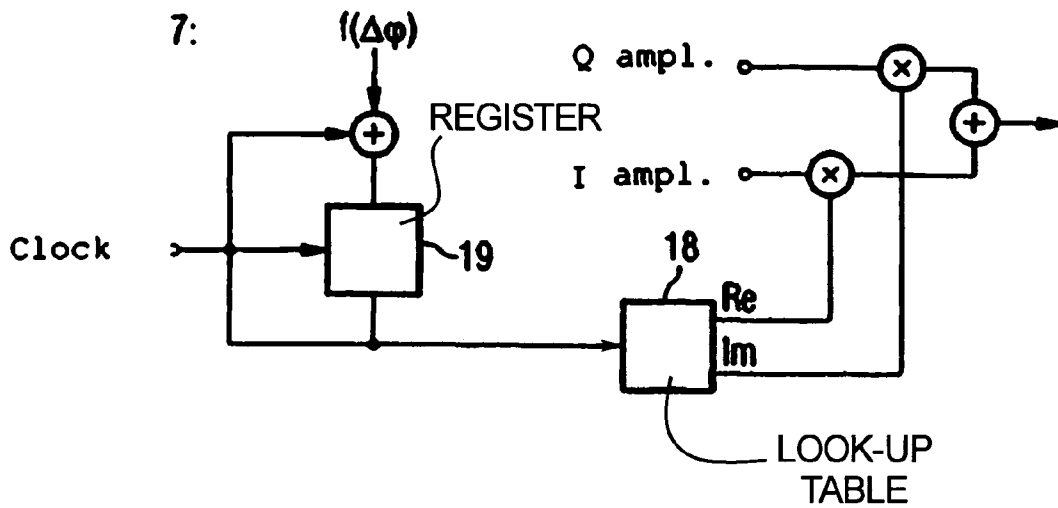 7:
f(Δφ)
Q ampl.
REGISTER
I ampl.
Clock
19
18
Re
Im
LOOK-UP
TABLE